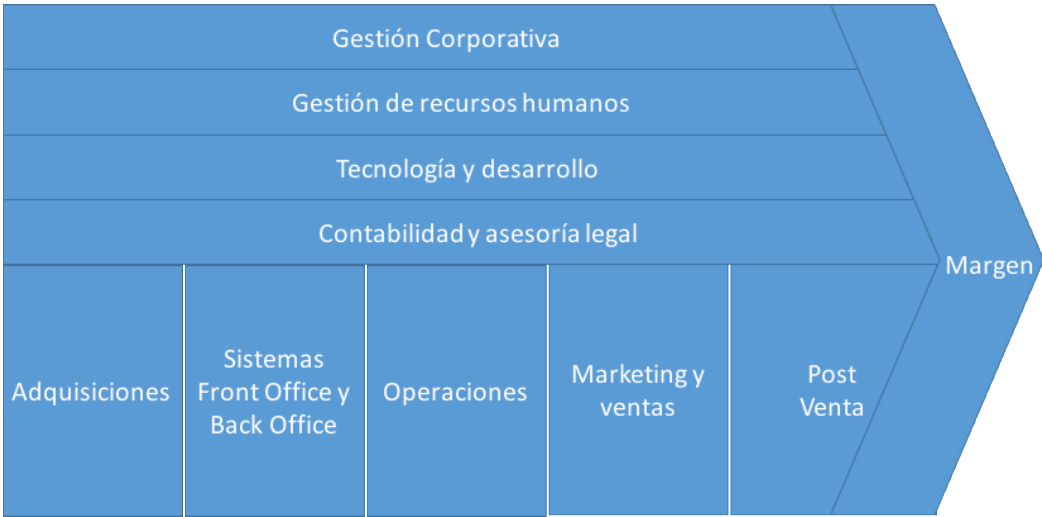 Gestión Corporativa
Gestión de recursos humanos
Tecnología y desarrollo
Contabilidad y asesoría legal
Margen
Adquisiciones
Sistemas
Front Office y
Back Office
Operaciones
Marketing y
ventas
Post
Venta